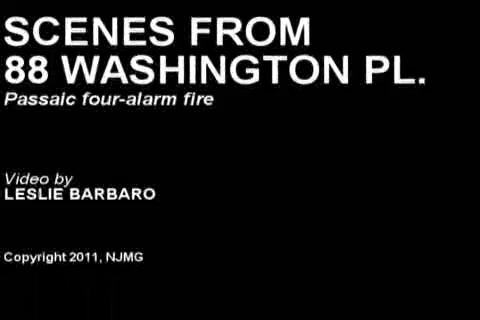 SCENES FROM
88 WASHINGTON PL.
Passaic four-alarm fire
Video by
LESLIE BARBARO
Copyright 2011, NJMG